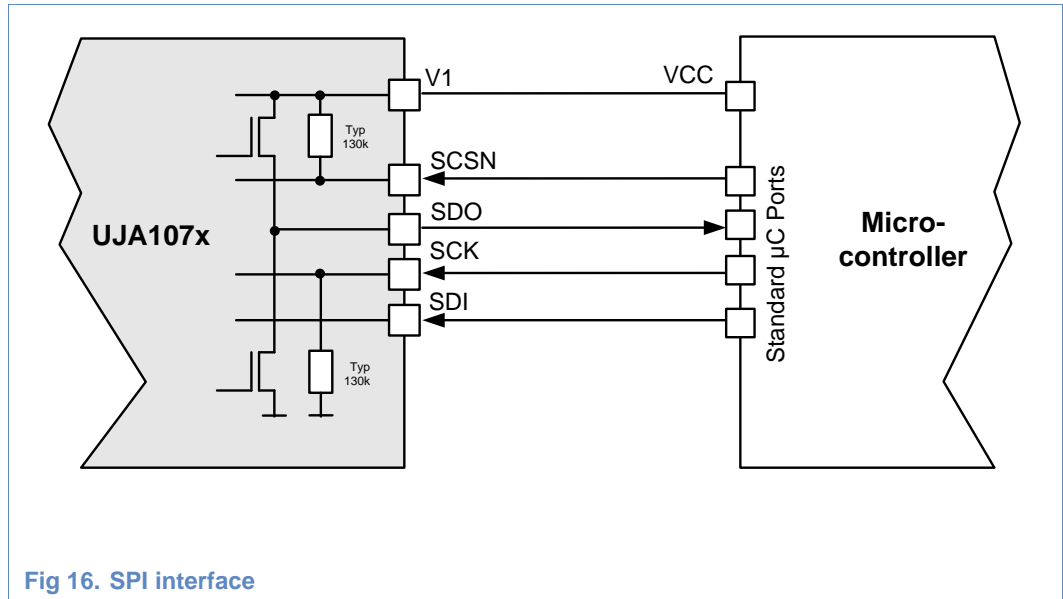 V1
VCC
Typ
130k
SCSN
SDO
UJA107x
SCK
SDI
Typ
130k
Standard µC Ports
Micro-
controller
Fig 16. SPI interface